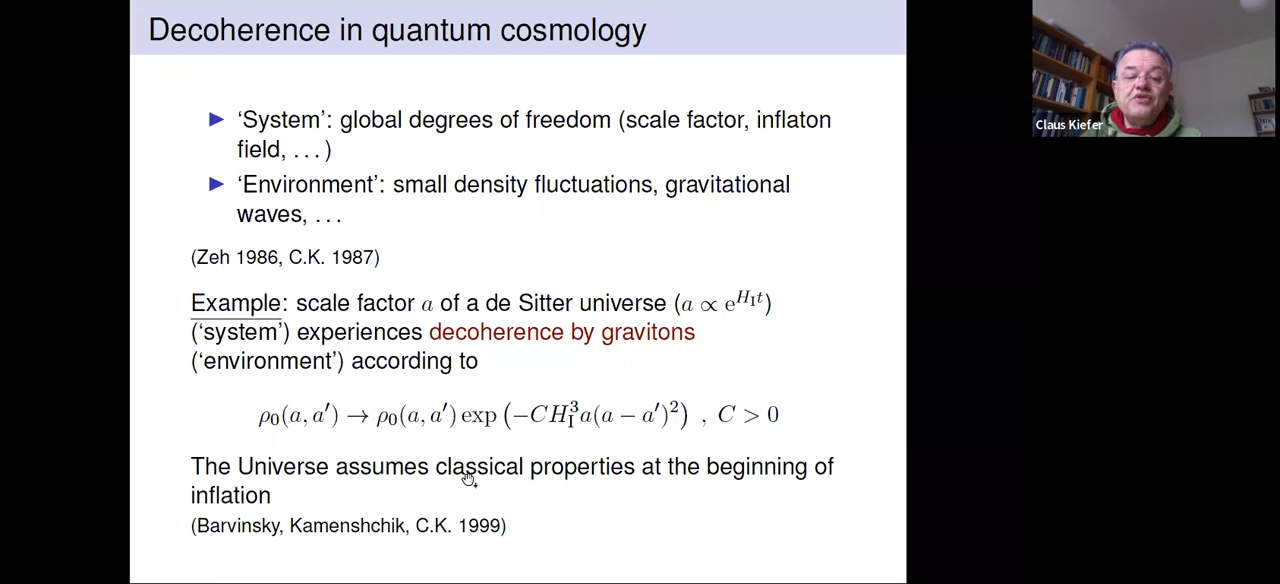 Decoherence in quantum cosmology
▶ ‘System’: global degrees of freedom (scale factor, inflaton
field, . . . )
▶ ‘Environment’: small density fluctuations, gravitational
waves, . . .
(Zeh 1986, C.K. 1987)
Example: scale factor a of a de Sitter universe (a ∝ e^{H_I t})
(‘system’) experiences decoherence by gravitons
(‘environment’) according to
ρ₀(a, a′) → ρ₀(a, a′) exp (−CH_I³a(a − a′)²) , C > 0
The Universe assumes classical properties at the beginning of
inflation
(Barvinsky, Kamenshchik, C.K. 1999)
Claus Kiefer